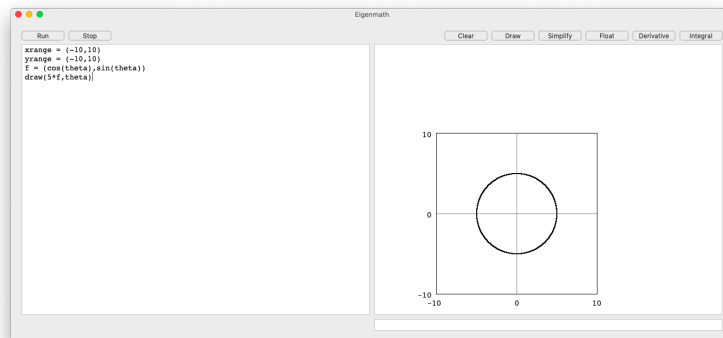 Eigenmath
Run Stop Clear Draw Simplify Float Derivative Integral
xrange = (-10,10)
yrange = (-10,10)
f = (cos(theta),sin(theta))
draw(5*f,theta)
10
0
-10
-10 0 10